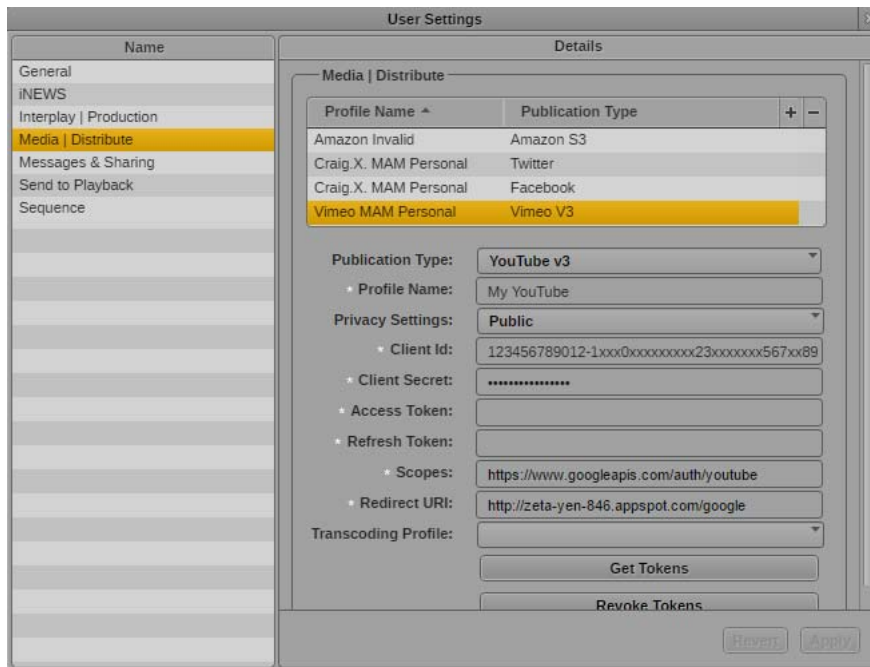 User Settings
Name
General
iNEWS
Interplay | Production
Media | Distribute
Messages & Sharing
Send to Playback
Sequence
Details
Media | Distribute
Profile Name Publication Type + −
Amazon Invalid Amazon S3
Craig.X. MAM Personal Twitter
Craig.X. MAM Personal Facebook
Vimeo MAM Personal Vimeo V3
Publication Type: YouTube v3
* Profile Name: My YouTube
Privacy Settings: Public
* Client Id: 123456789012-1xxx0xxxxxxxxx23xxxxxxx567xx89
* Client Secret: ••••••••••••••••
* Access Token:
* Refresh Token:
* Scopes: https://www.googleapis.com/auth/youtube
* Redirect URI: http://zeta-yen-846.appspot.com/google
Transcoding Profile:
Get Tokens
Revoke Tokens
Revert Apply